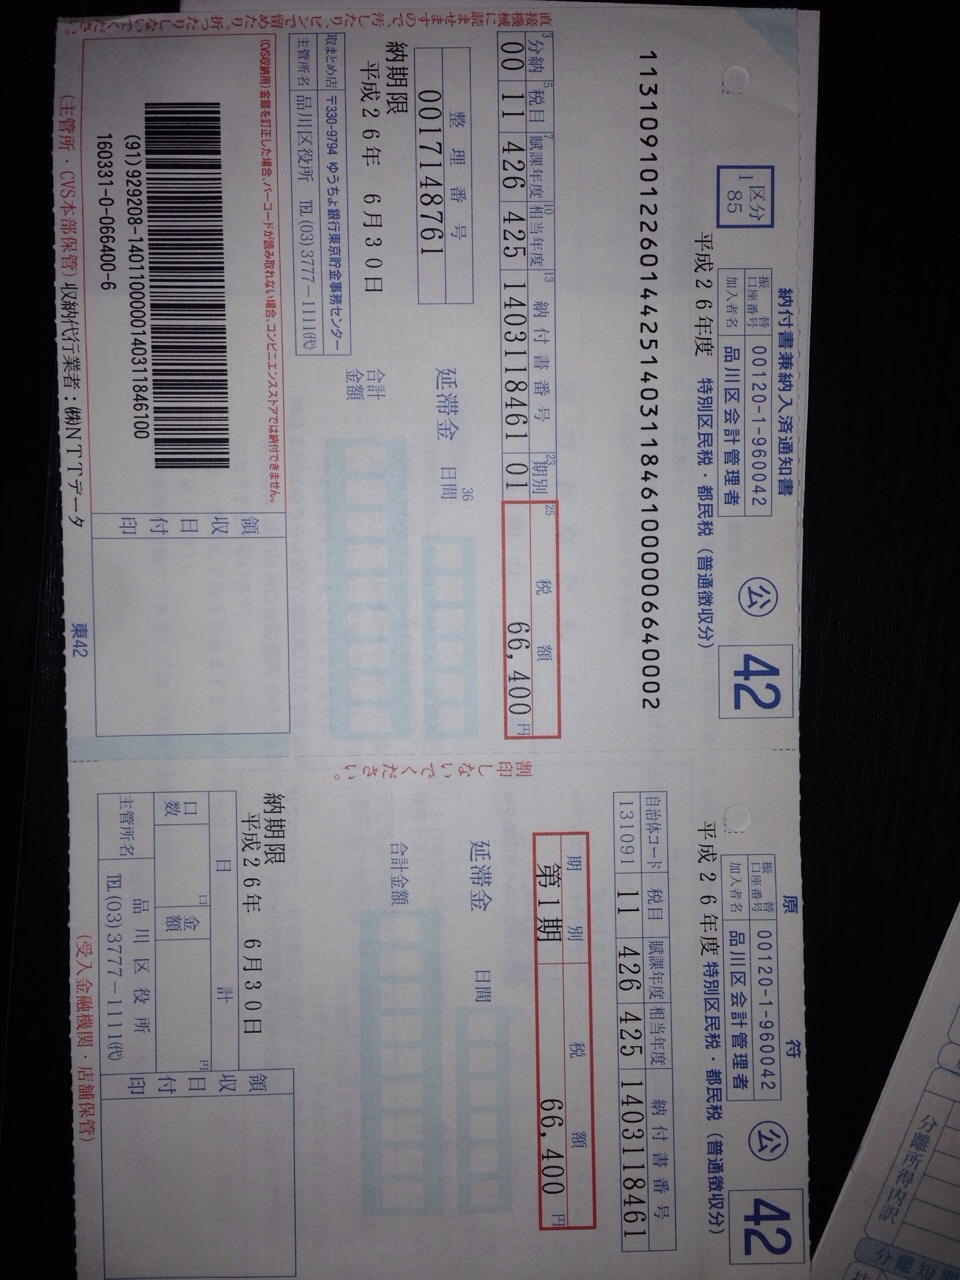 納付書兼納入済通知書
公
42
区分
1 85
振替口座番号 00120-1-960042
加入者名 品川区会計管理者
平成26年度 特別区民税・都民税(普通徴収分)
1131091012260144251403118461000006640002
3 分納 5 税目 7 賦課年度 10 相当年度 13 納付書番号 23 期別 25 税額
00 11 426 425 1403118461 01 66,400 円
整理番号
00171148761
延滞金 36 日間
納期限
平成26年 6月30日
合計金額
取まとめ店 〒330-9794 ゆうちょ銀行東京貯金事務センター
主管所名 品川区役所 ℡(03)3777-1111(代)
(CVS収納用)金額を訂正した場合、バーコードが読み取れない場合、コンビニエンスストアでは納付できません。
(91)929208-14011000001403118461００
160331-0-066400-6
領収日付印
(主管所・CVS本部保管)収納代行業者:㈱NTTデータ
東42
直接機械に読ませますので、汚したり、ピンで留めたり、折ったりしないでください。
割印しないでください。
原符
公
42
振替口座番号 00120-1-960042
加入者名 品川区会計管理者
平成26年度 特別区民税・都民税(普通徴収分)
自治体コード 税目 賦課年度 相当年度 納付書番号
131091 11 426 425 1403118461
期別 税額
第1期 66,400 円
延滞金 日間
合計金額
納期限
平成26年 6月30日
日計
口数 口 金額 円
主管所名 品川区役所
℡(03)3777-1111(代)
領収日付印
(受入金融機関・店舗保管)
分離所得内訳